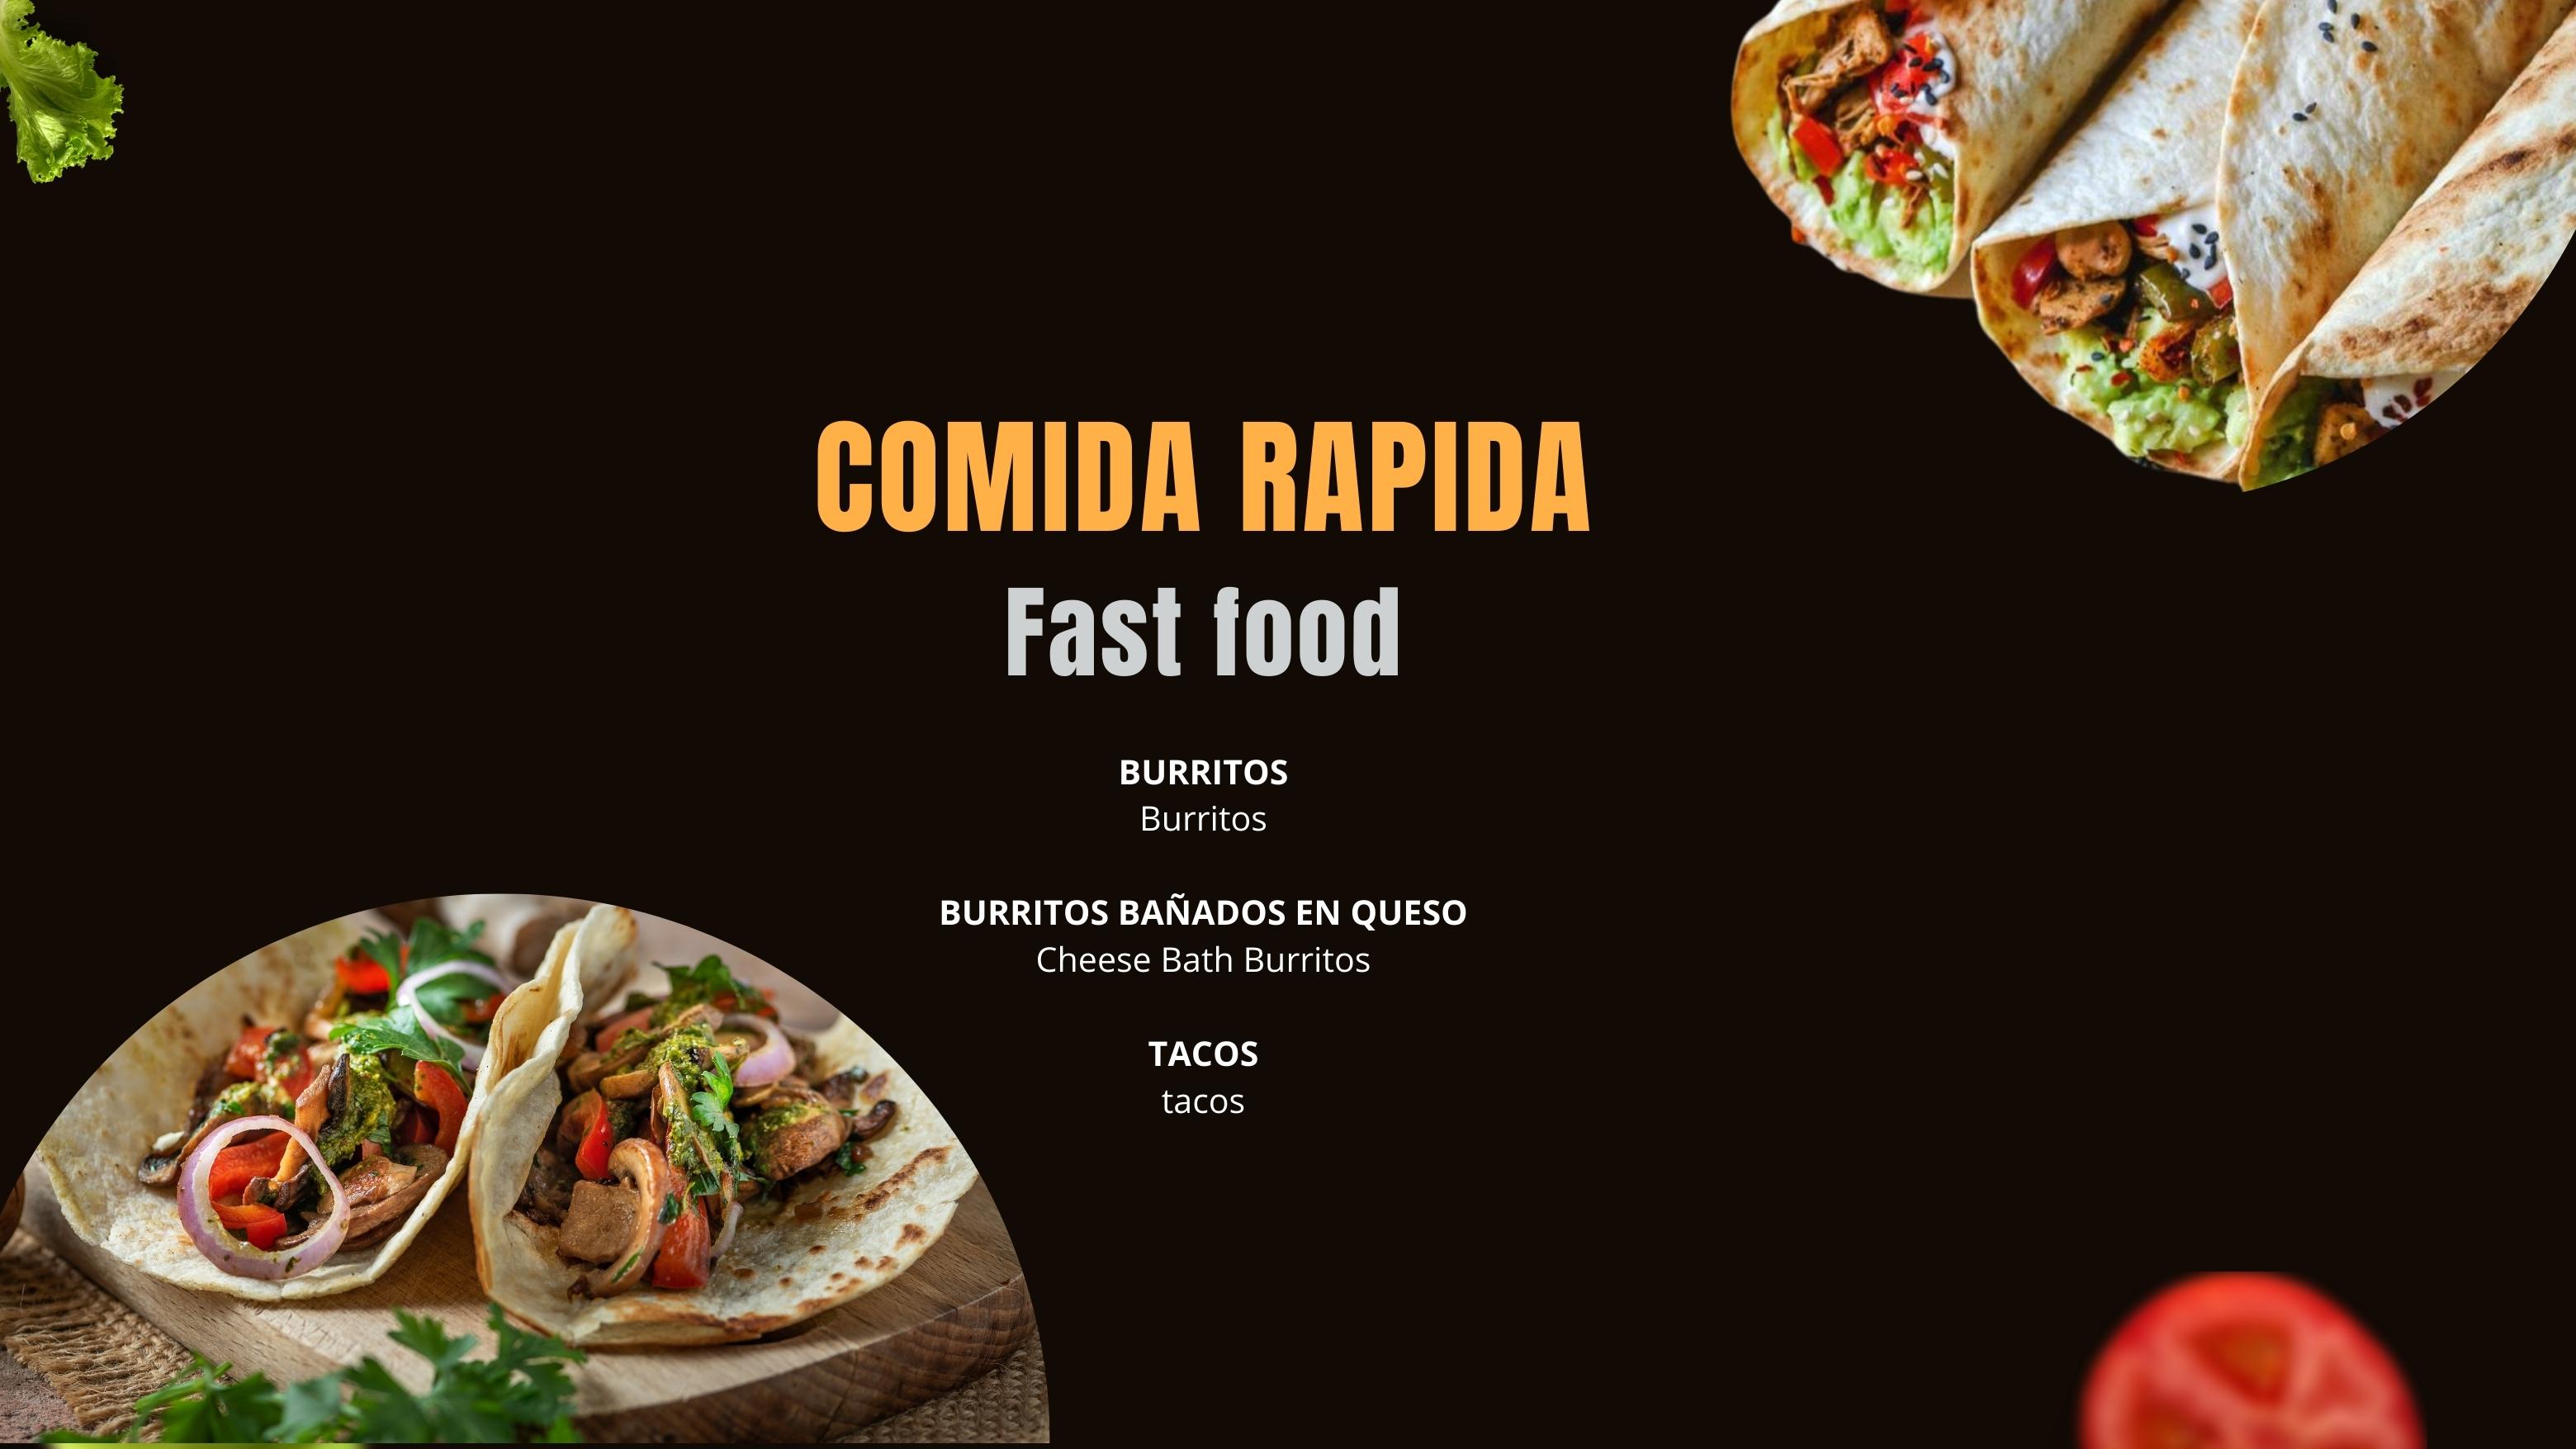 COMIDA RAPIDA
Fast food
BURRITOS
Burritos
BURRITOS BAÑADOS EN QUESO
Cheese Bath Burritos
TACOS
tacos